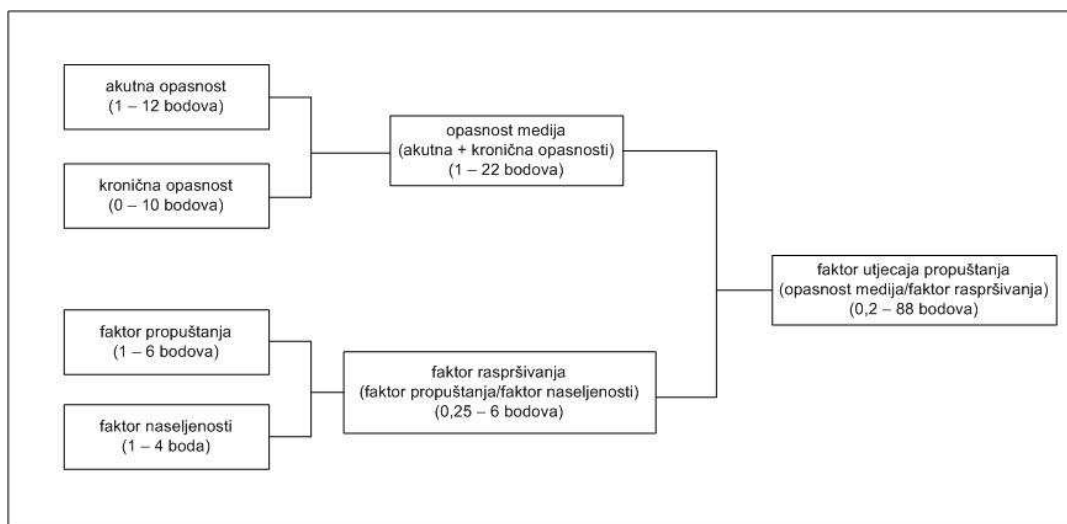 akutna opasnost
(1 – 12 bodova)
kronična opasnost
(0 – 10 bodova)
opasnost medija
(akutna + kronična opasnosti)
(1 – 22 bodova)
faktor propuštanja
(1 – 6 bodova)
faktor naseljenosti
(1 – 4 boda)
faktor raspršivanja
(faktor propuštanja/faktor naseljenosti)
(0,25 – 6 bodova)
faktor utjecaja propuštanja
(opasnost medija/faktor raspršivanja)
(0,2 – 88 bodova)